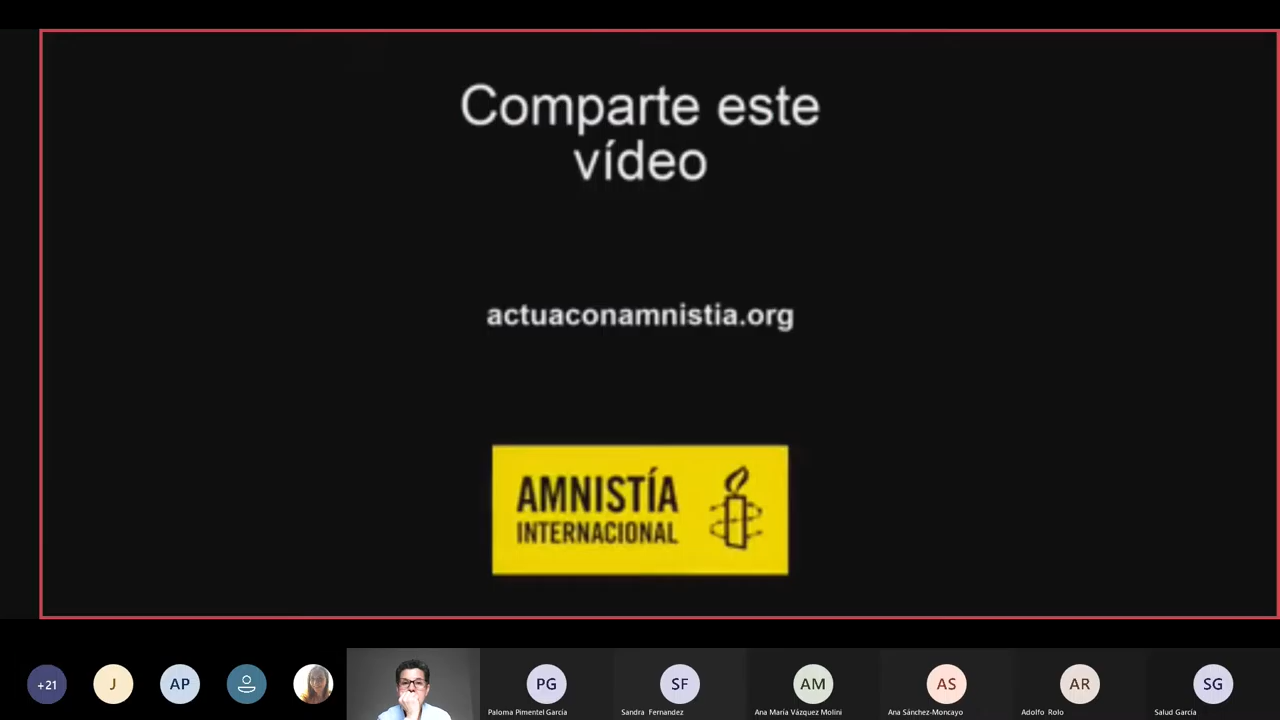 Comparte este
vídeo
actuaconamnistia.org
AMNISTÍA
INTERNACIONAL
+21
J
AP
PG
SF
AM
AS
AR
SG
Paloma Pimentel García
Sandra Fernandez
Ana María Vázquez Molini
Ana Sánchez-Moncayo
Adolfo Rolo
Salud García